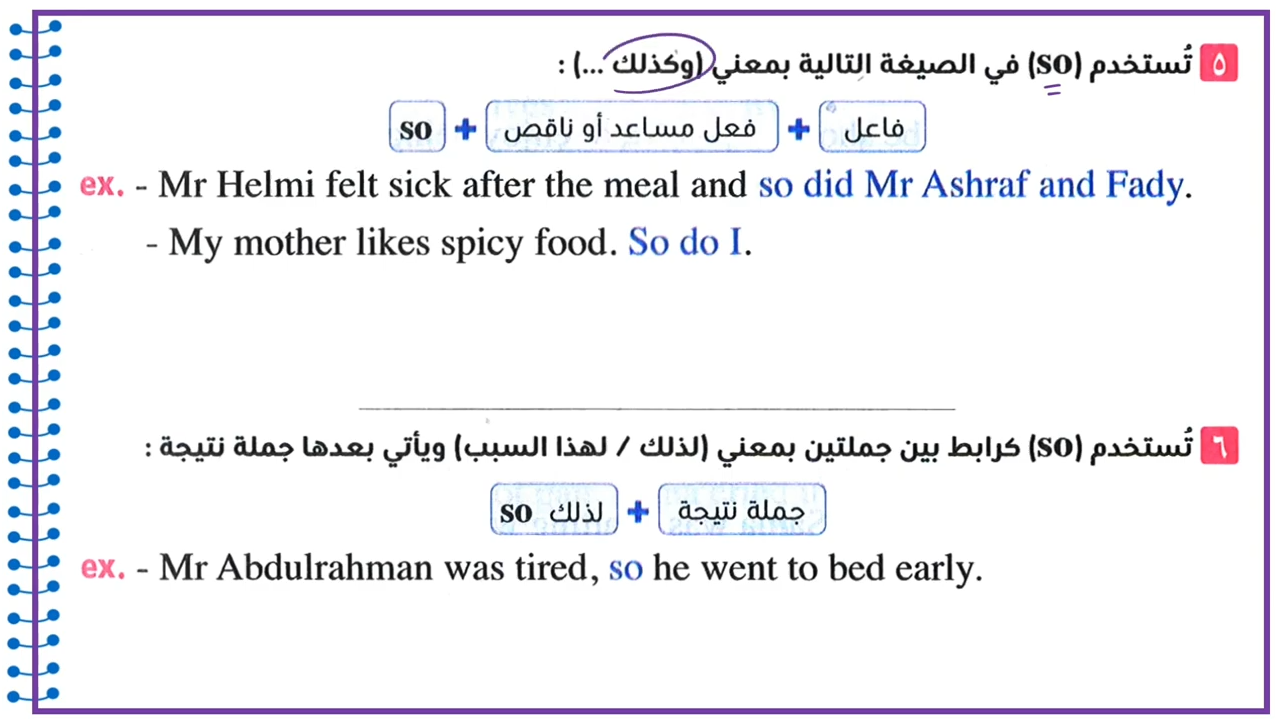 ٥ تُستخدم (so) في الصيغة التالية بمعني (وكذلك ...) :
so + فعل مساعد أو ناقص + فاعل
ex. - Mr Helmi felt sick after the meal and so did Mr Ashraf and Fady.
- My mother likes spicy food. So do I.
٦ تُستخدم (so) كرابط بين جملتين بمعني (لذلك / لهذا السبب) ويأتي بعدها جملة نتيجة :
so لذلك + جملة نتيجة
ex. - Mr Abdulrahman was tired, so he went to bed early.